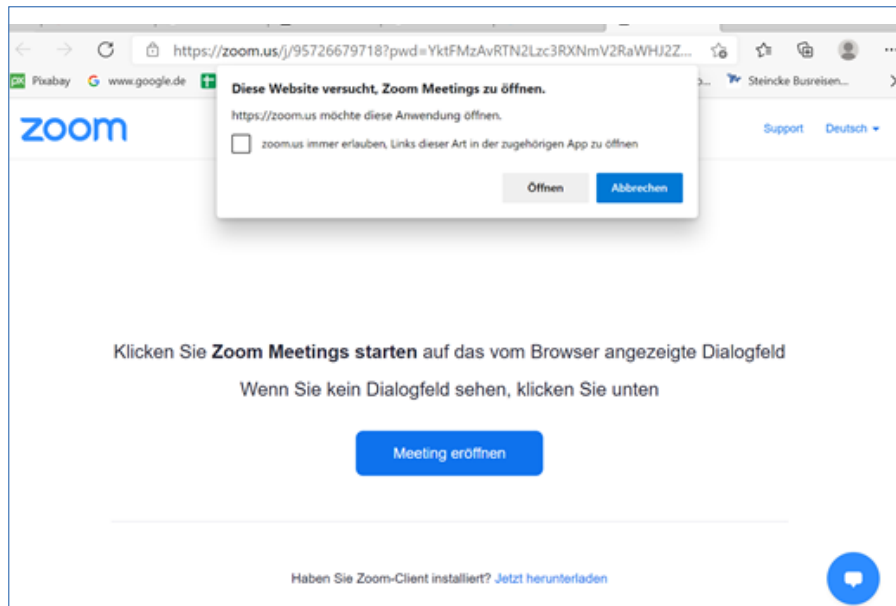 https://zoom.us/j/95726679718?pwd=YktFMzAvRTN2Lzc3RXNmV2RaWHJ2Z...
Pixabay www.google.de Steincke Busreisen...
Diese Website versucht, Zoom Meetings zu öffnen.
https://zoom.us möchte diese Anwendung öffnen.
zoom.us immer erlauben, Links dieser Art in der zugehörigen App zu öffnen
Öffnen Abbrechen
zoom Support Deutsch
Klicken Sie Zoom Meetings starten auf das vom Browser angezeigte Dialogfeld
Wenn Sie kein Dialogfeld sehen, klicken Sie unten
Meeting eröffnen
Haben Sie Zoom-Client installiert? Jetzt herunterladen